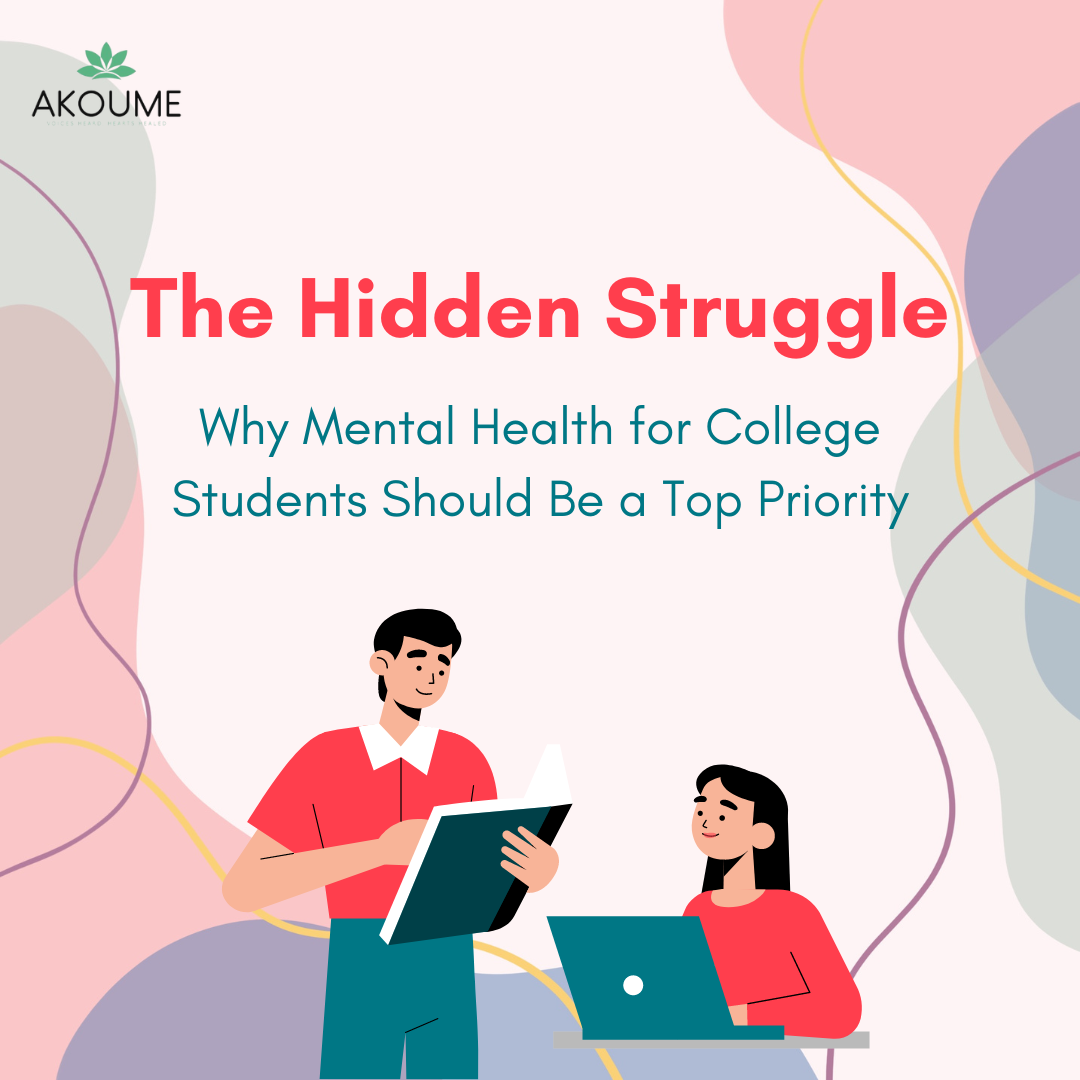 AKOUME
The Hidden Struggle
Why Mental Health for College
Students Should Be a Top Priority